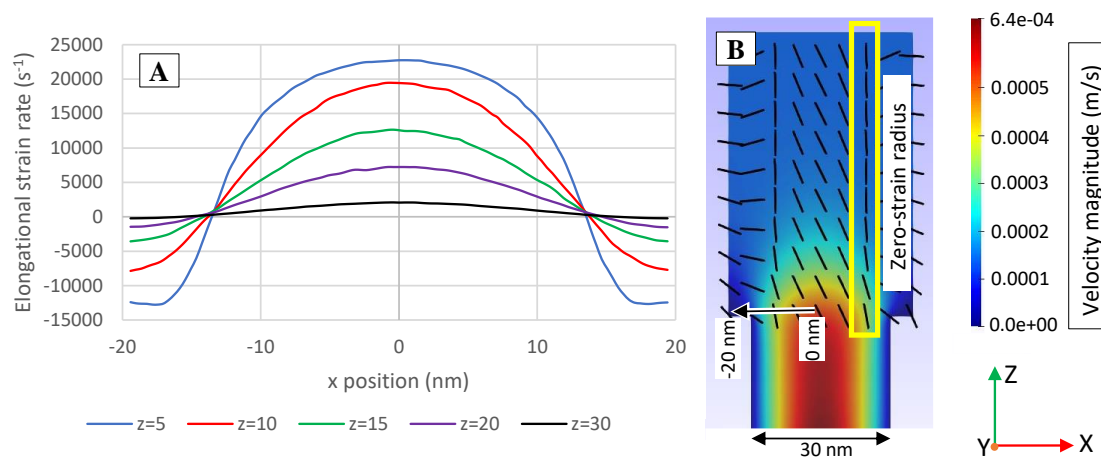 A
Elongational strain rate (s⁻¹)
25000
20000
15000
10000
5000
0
-5000
-10000
-15000
-20
-10
0
10
20
x position (nm)
z=5
z=10
z=15
z=20
z=30
B
Zero-strain radius
-20 nm
0 nm
30 nm
6.4e-04
0.0005
0.0004
0.0003
0.0002
0.0001
0.0e+00
Velocity magnitude (m/s)
Z
Y
X